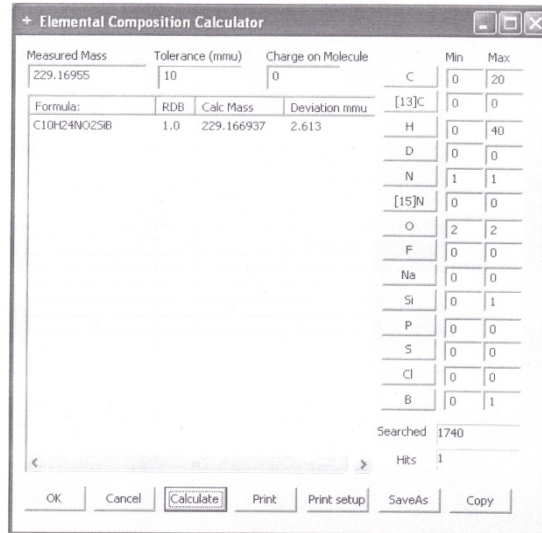 Elemental Composition Calculator
Measured Mass Tolerance (mmu) Charge on Molecule Min Max
229.16955 10 0
C 0 20
Formula: RDB Calc Mass Deviation mmu
C10H24NO2SiB 1.0 229.166937 2.613
[13]C 0 0
H 0 40
D 0 0
N 1 1
[15]N 0 0
O 2 2
F 0 0
Na 0 0
Si 0 1
P 0 0
S 0 0
Cl 0 0
B 0 1
Searched 1740
Hits 1
OK Cancel Calculate Print Print setup SaveAs Copy